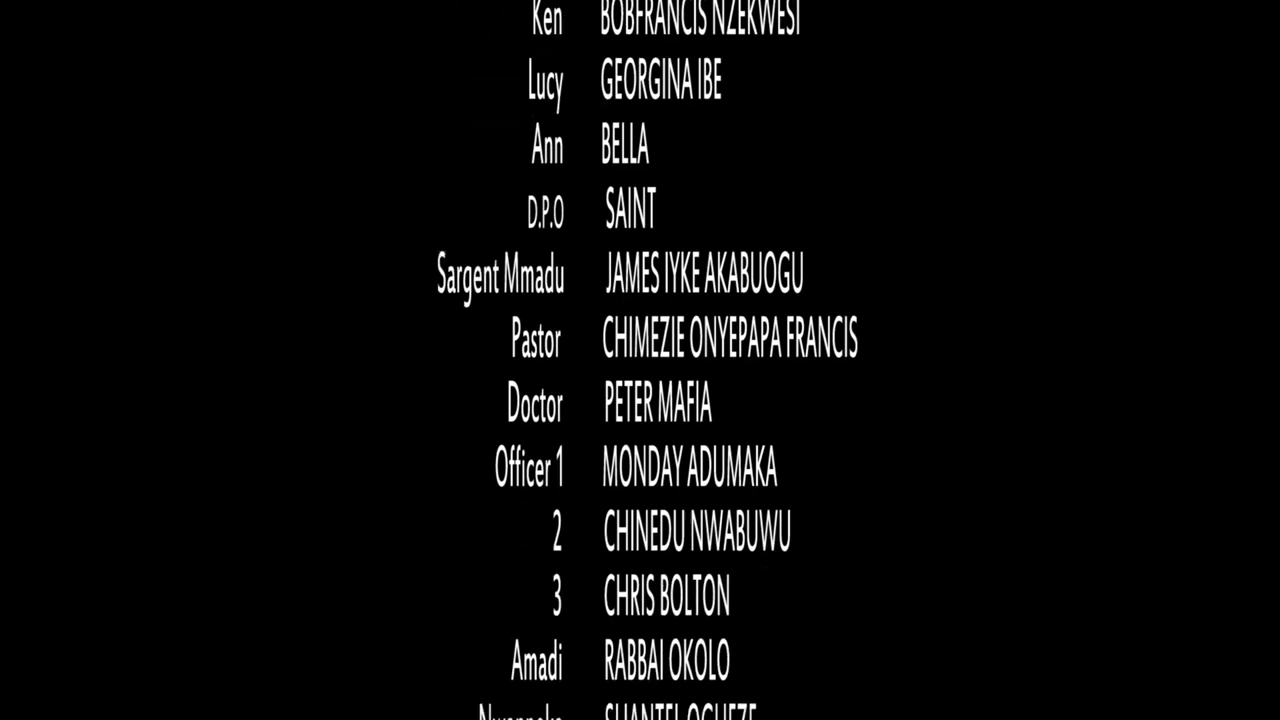 Ken BOBFRANCIS NZEKWESI
Lucy GEORGINA IBE
Ann BELLA
D.P.O SAINT
Sargent Mmadu JAMES IYKE AKABUOGU
Pastor CHIMEZIE ONYEPAPA FRANCIS
Doctor PETER MAFIA
Officer 1 MONDAY ADUMAKA
2 CHINEDU NWABUWU
3 CHRIS BOLTON
Amadi RABBAI OKOLO